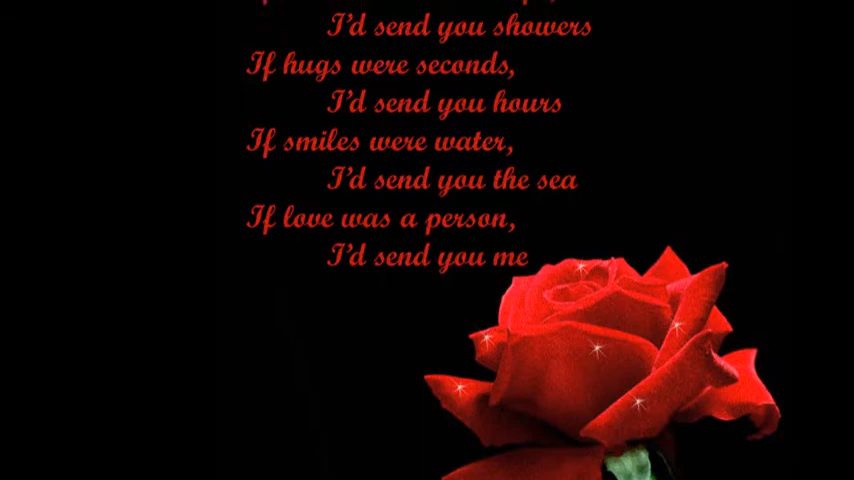 I'd send you showers
If hugs were seconds,
I'd send you hours
If smiles were water,
I'd send you the sea
If love was a person,
I'd send you me